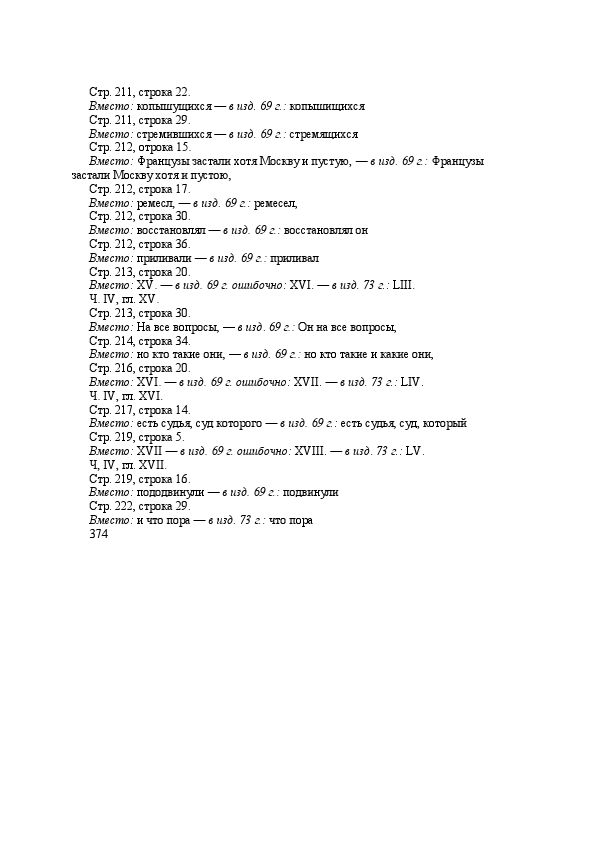 Стр. 211, строка 22.
Вместо: копышущихся — в изд. 69 г.: копышищихся
Стр. 211, строка 29.
Вместо: стремившихся — в изд. 69 г.: стремящихся
Стр. 212, отрока 15.
Вместо: Французы застали хотя Москву и пустую, — в изд. 69 г.: Французы
застали Москву хотя и пустою,
Стр. 212, строка 17.
Вместо: ремесл, — в изд. 69 г.: ремесел,
Стр. 212, строка 30.
Вместо: восстановлял — в изд. 69 г.: восстановлял он
Стр. 212, строка 36.
Вместо: приливали — в изд. 69 г.: приливал
Стр. 213, строка 20.
Вместо: XV. — в изд. 69 г. ошибочно: XVI. — в изд. 73 г.: LIII.
Ч. IV, гл. XV.
Стр. 213, строка 30.
Вместо: На все вопросы, — в изд. 69 г.: Он на все вопросы,
Стр. 214, строка 34.
Вместо: но кто такие они, — в изд. 69 г.: но кто такие и какие они,
Стр. 216, строка 20.
Вместо: XVI. — в изд. 69 г. ошибочно: XVII. — в изд. 73 г.: LIV.
Ч. IV, гл. XVI.
Стр. 217, строка 14.
Вместо: есть судья, суд которого — в изд. 69 г.: есть судья, суд, который
Стр. 219, строка 5.
Вместо: XVII — в изд. 69 г. ошибочно: XVIII. — в изд. 73 г.: LV.
Ч, IV, гл. XVII.
Стр. 219, строка 16.
Вместо: пододвинули — в изд. 69 г.: подвинули
Стр. 222, строка 29.
Вместо: и что пора — в изд. 73 г.: что пора
374